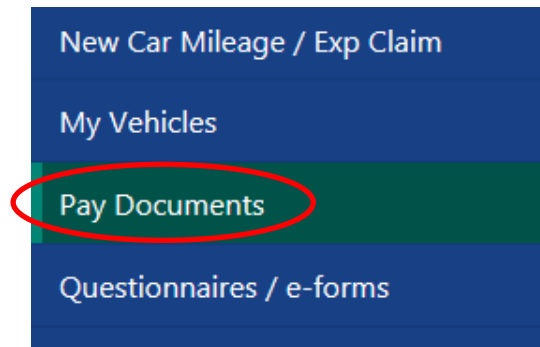 New Car Mileage / Exp Claim
My Vehicles
Pay Documents
Questionnaires / e-forms